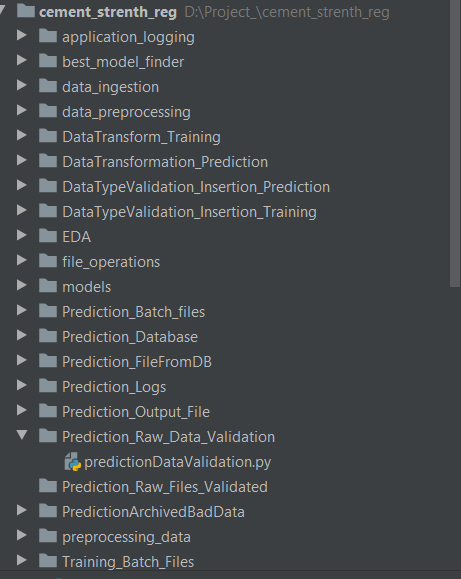 cement_strenth_reg D:\Project_\cement_strenth_reg
application_logging
best_model_finder
data_ingestion
data_preprocessing
DataTransform_Training
DataTransformation_Prediction
DataTypeValidation_Insertion_Prediction
DataTypeValidation_Insertion_Training
EDA
file_operations
models
Prediction_Batch_files
Prediction_Database
Prediction_FileFromDB
Prediction_Logs
Prediction_Output_File
Prediction_Raw_Data_Validation
predictionDataValidation.py
Prediction_Raw_Files_Validated
PredictionArchivedBadData
preprocessing_data
Training_Batch_Files